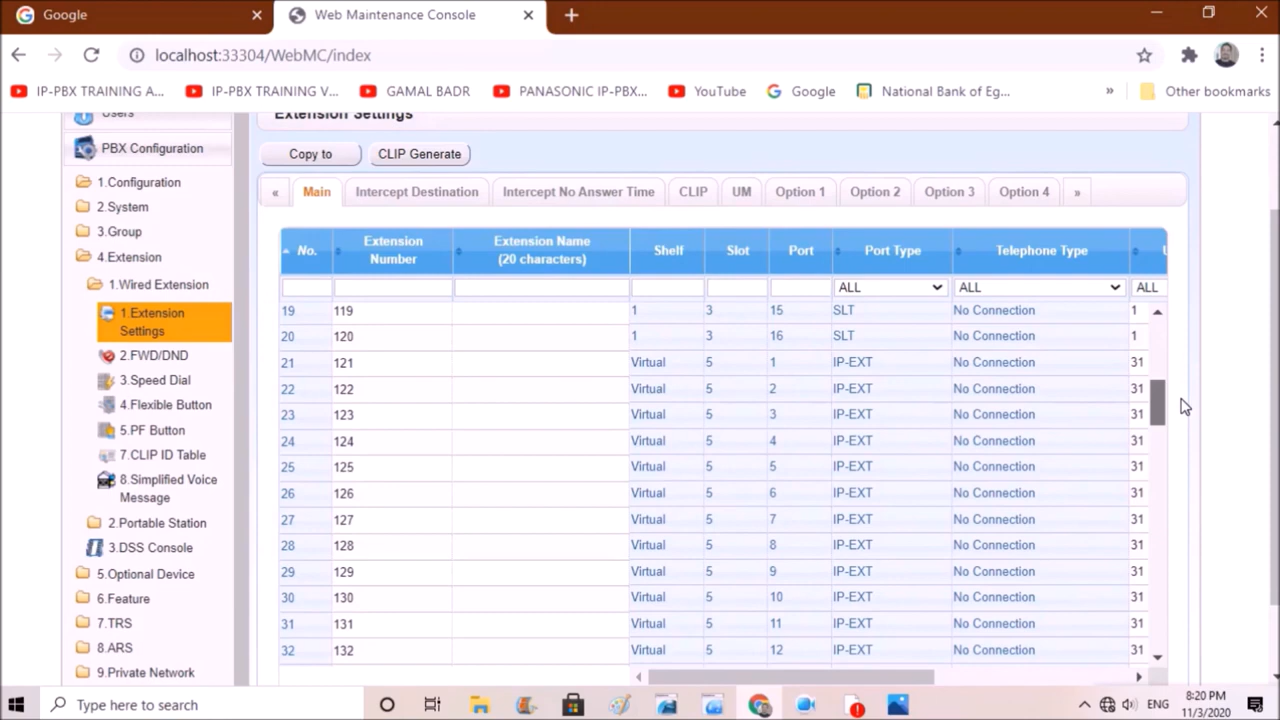 Google
Web Maintenance Console
localhost:33304/WebMC/index
IP-PBX TRAINING A...
IP-PBX TRAINING V...
GAMAL BADR
PANASONIC IP-PBX...
YouTube
Google
National Bank of Eg...
»
Other bookmarks
Users
PBX Configuration
1.Configuration
2.System
3.Group
4.Extension
1.Wired Extension
1.Extension
Settings
2.FWD/DND
3.Speed Dial
4.Flexible Button
5.PF Button
7.CLIP ID Table
8.Simplified Voice
Message
2.Portable Station
3.DSS Console
5.Optional Device
6.Feature
7.TRS
8.ARS
9.Private Network
Extension Settings
Copy to
CLIP Generate
«
Main
Intercept Destination
Intercept No Answer Time
CLIP
UM
Option 1
Option 2
Option 3
Option 4
»
No.
Extension
Number
Extension Name
(20 characters)
Shelf
Slot
Port
Port Type
Telephone Type
ALL
ALL
ALL
19 119 1 3 15 SLT No Connection 1
20 120 1 3 16 SLT No Connection 1
21 121 Virtual 5 1 IP-EXT No Connection 31
22 122 Virtual 5 2 IP-EXT No Connection 31
23 123 Virtual 5 3 IP-EXT No Connection 31
24 124 Virtual 5 4 IP-EXT No Connection 31
25 125 Virtual 5 5 IP-EXT No Connection 31
26 126 Virtual 5 6 IP-EXT No Connection 31
27 127 Virtual 5 7 IP-EXT No Connection 31
28 128 Virtual 5 8 IP-EXT No Connection 31
29 129 Virtual 5 9 IP-EXT No Connection 31
30 130 Virtual 5 10 IP-EXT No Connection 31
31 131 Virtual 5 11 IP-EXT No Connection 31
32 132 Virtual 5 12 IP-EXT No Connection 31
Type here to search
ENG
8:20 PM
11/3/2020